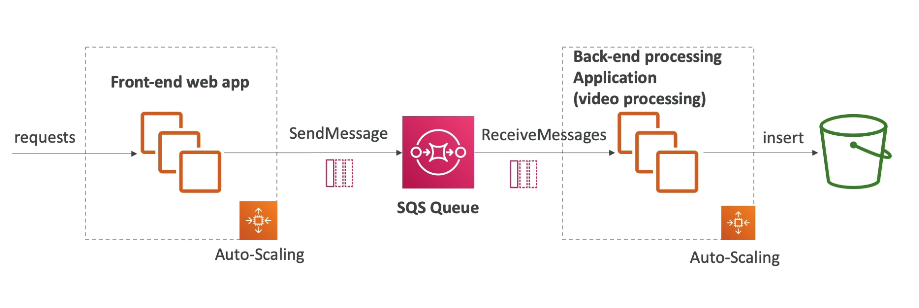 Front-end web app
Back-end processing
Application
(video processing)
requests
SendMessage
ReceiveMessages
insert
SQS Queue
Auto-Scaling
Auto-Scaling